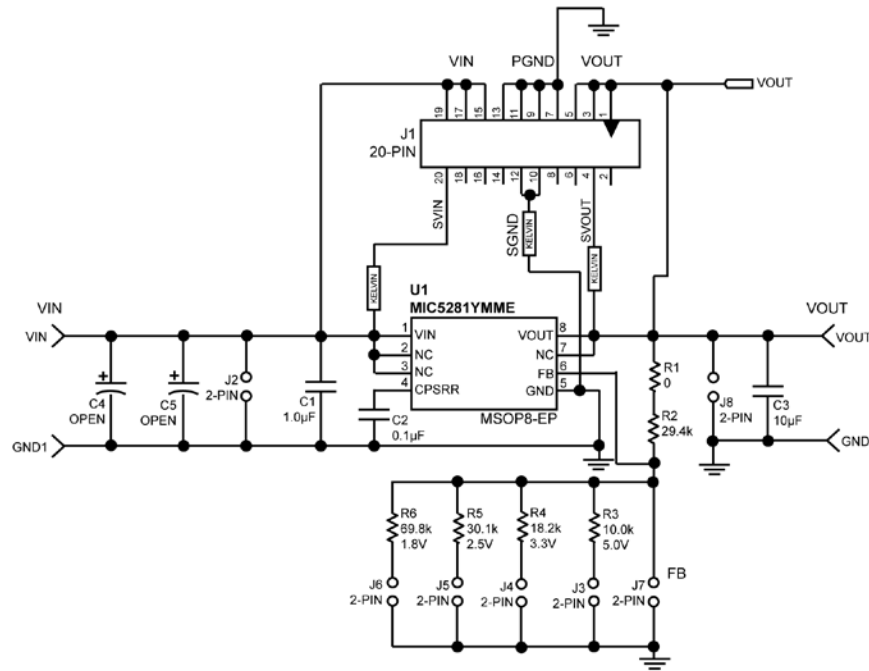 VIN PGND VOUT
VOUT
19 17 15 13 11 9 7 5 3 1
J1
20-PIN
20 18 16 14 12 10 8 6 4 2
SVIN
SGND
SVOUT
KELVIN
KELVIN
KELVIN
U1
MIC5281YMME
VIN
VIN
VOUT
VOUT
1 VIN
2 NC
3 NC
4 CPSRR
VOUT 8
NC 7
FB 6
GND 5
MSOP8-EP
C4
OPEN
C5
OPEN
J2
2-PIN
C1
1.0µF
C2
0.1µF
R1
0
R2
29.4k
J8
2-PIN
C3
10µF
GND1
GND
R6
69.8k
1.8V
R5
30.1k
2.5V
R4
18.2k
3.3V
R3
10.0k
5.0V
FB
J6
2-PIN
J5
2-PIN
J4
2-PIN
J3
2-PIN
J7
2-PIN